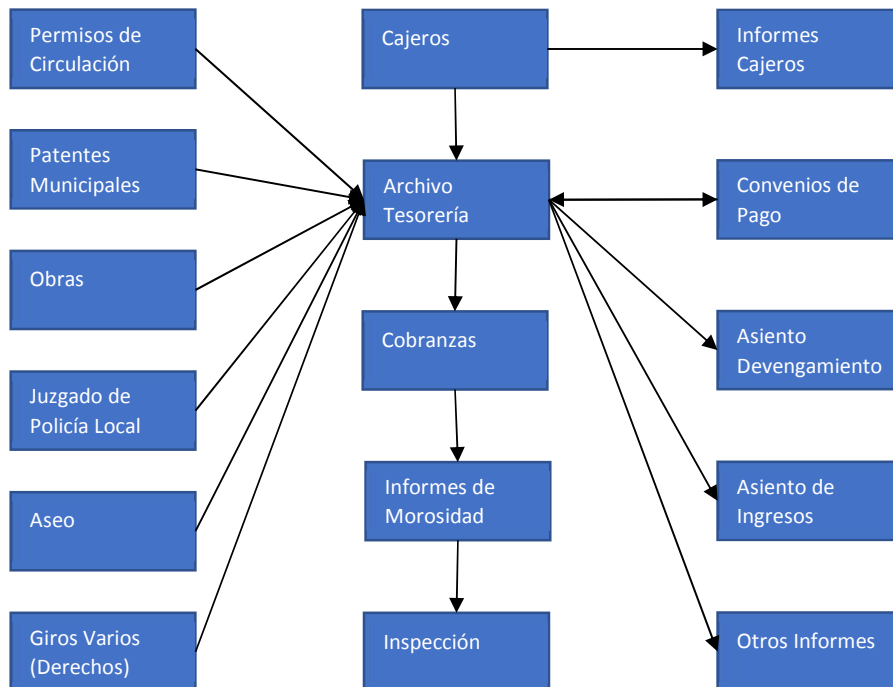 Permisos de
Circulación
Cajeros
Informes
Cajeros
Patentes
Municipales
Archivo
Tesorería
Convenios de
Pago
Obras
Cobranzas
Asiento
Devengamiento
Juzgado de
Policía Local
Informes de
Morosidad
Asiento de
Ingresos
Aseo
Giros Varios
(Derechos)
Inspección
Otros Informes